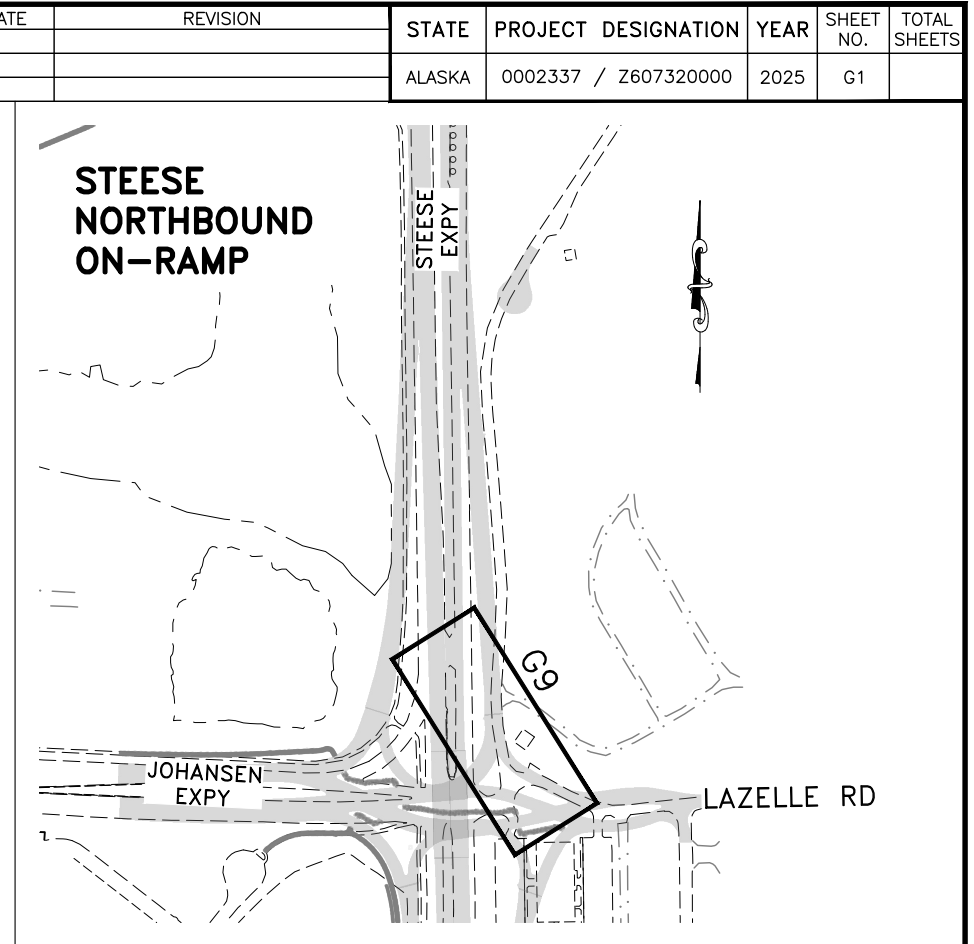 REVISION
STATE PROJECT DESIGNATION YEAR SHEET NO. TOTAL SHEETS
ALASKA 0002337 / Z607320000 2025 G1
STEESE
NORTHBOUND
ON-RAMP
STEESE
EXPY
G9
JOHANSEN
EXPY
LAZELLE RD